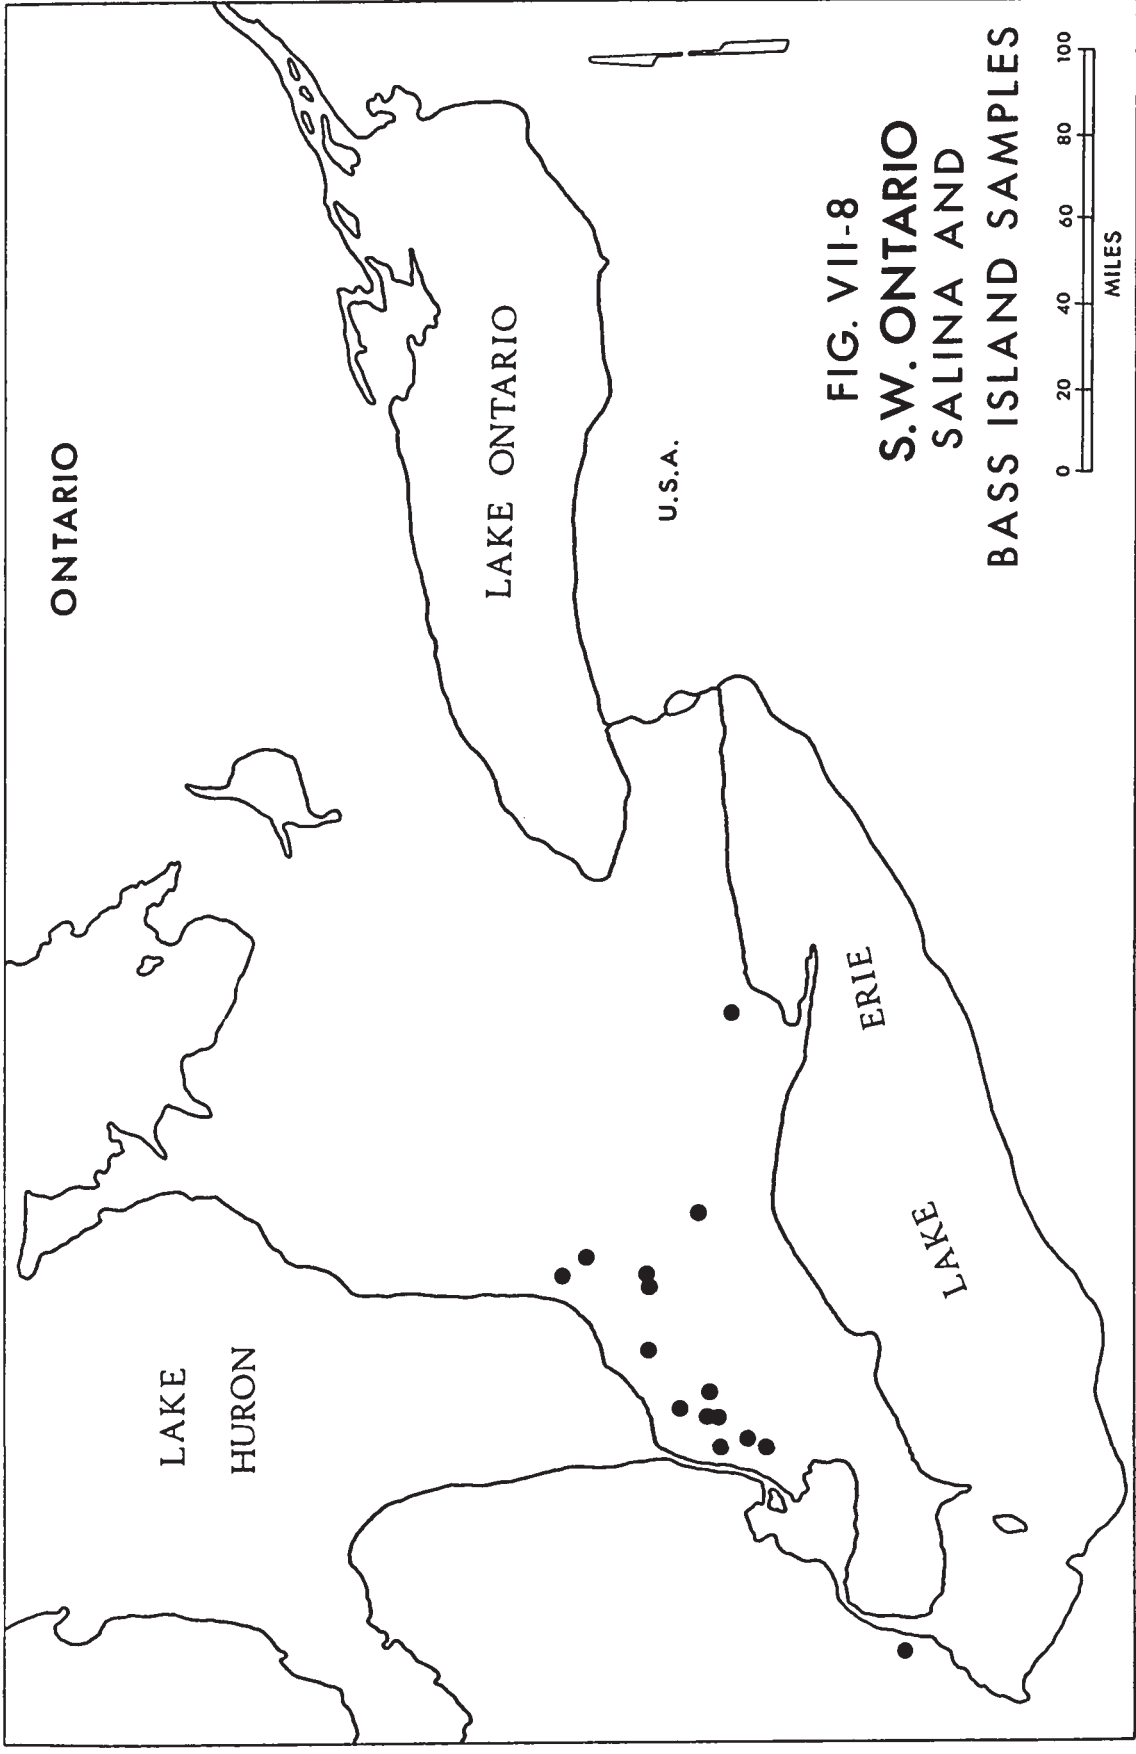 ONTARIO
LAKE
HURON
LAKE ONTARIO
U.S.A.
LAKE
ERIE
FIG. VII-8
S.W. ONTARIO
SALINA AND
BASS ISLAND SAMPLES
0 20 40 60 80 100
MILES